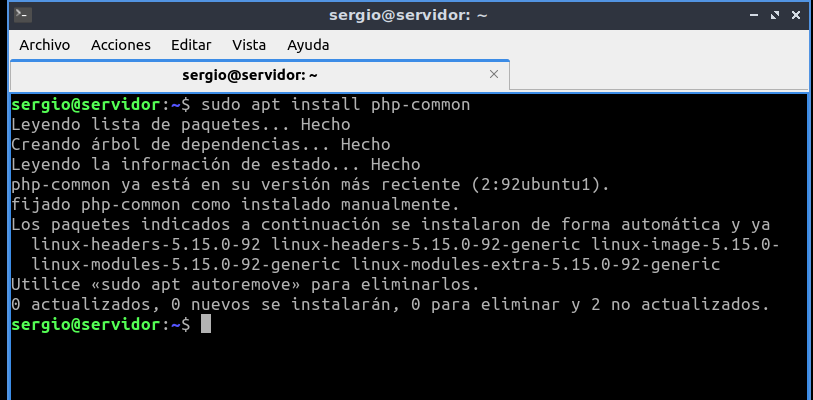 sergio@servidor: ~
Archivo Acciones Editar Vista Ayuda
sergio@servidor: ~
sergio@servidor:~$ sudo apt install php-common
Leyendo lista de paquetes... Hecho
Creando árbol de dependencias... Hecho
Leyendo la información de estado... Hecho
php-common ya está en su versión más reciente (2:92ubuntu1).
fijado php-common como instalado manualmente.
Los paquetes indicados a continuación se instalaron de forma automática y ya
  linux-headers-5.15.0-92 linux-headers-5.15.0-92-generic linux-image-5.15.0-
  linux-modules-5.15.0-92-generic linux-modules-extra-5.15.0-92-generic
Utilice «sudo apt autoremove» para eliminarlos.
0 actualizados, 0 nuevos se instalarán, 0 para eliminar y 2 no actualizados.
sergio@servidor:~$